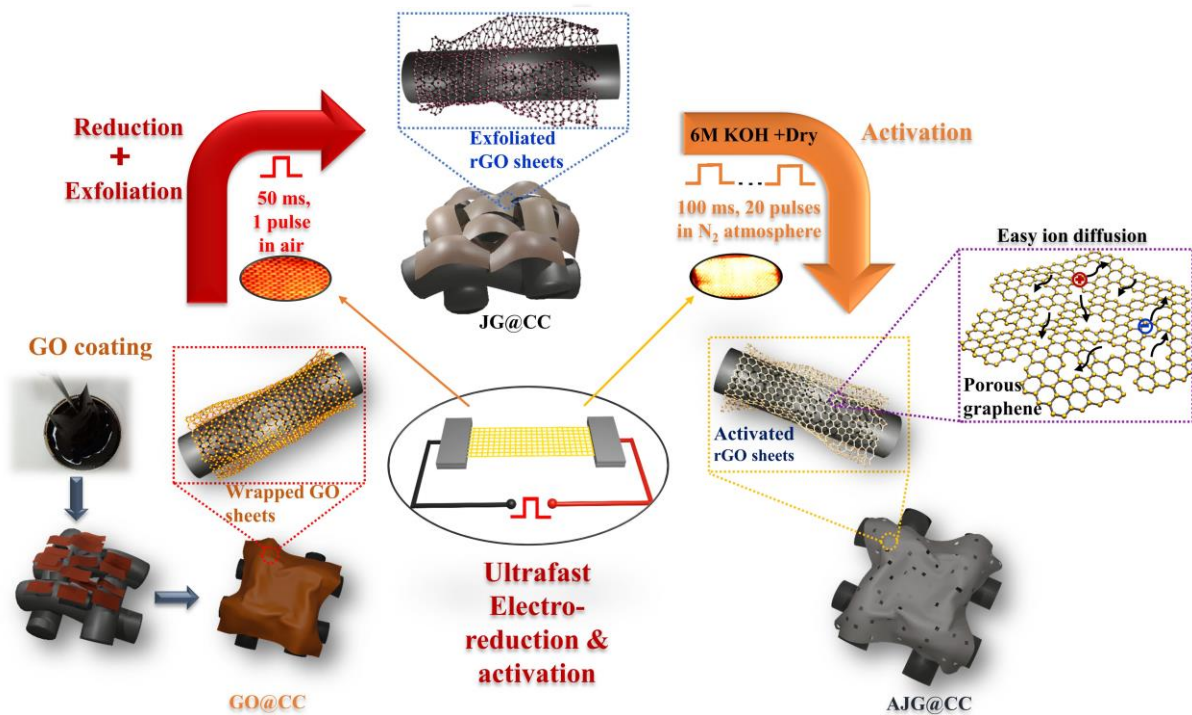 Reduction
+
Exfoliation
50 ms,
1 pulse
in air
Exfoliated
rGO sheets
JG@CC
6M KOH +Dry
Activation
100 ms, 20 pulses
in N₂ atmosphere
Easy ion diffusion
+
-
Porous
graphene
GO coating
Wrapped GO
sheets
GO@CC
Ultrafast
Electro-
reduction &
activation
Activated
rGO sheets
AJG@CC